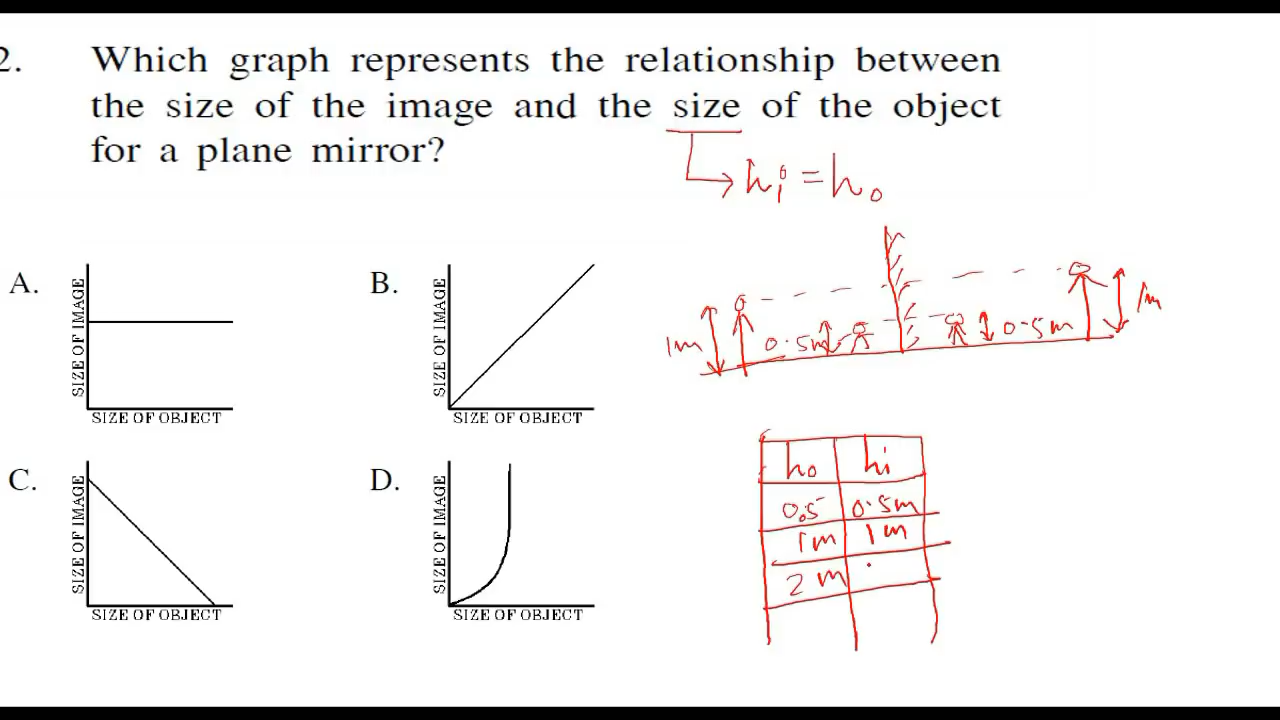 2. Which graph represents the relationship between
the size of the image and the size of the object
for a plane mirror?
hi = ho
A.
SIZE OF IMAGE
SIZE OF OBJECT
B.
SIZE OF IMAGE
SIZE OF OBJECT
1m
0.5m
0.5m
1m
C.
SIZE OF IMAGE
SIZE OF OBJECT
D.
SIZE OF IMAGE
SIZE OF OBJECT
ho hi
0.5 0.5m
1m 1m
2m